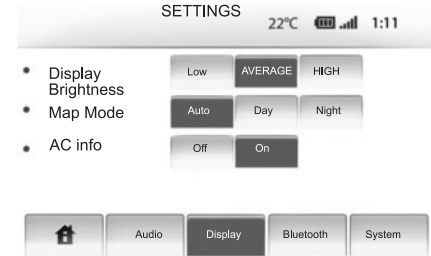 SETTINGS
22°C 1:11
Display Brightness Low AVERAGE HIGH
Map Mode Auto Day Night
AC info Off On
Audio Display Bluetooth System